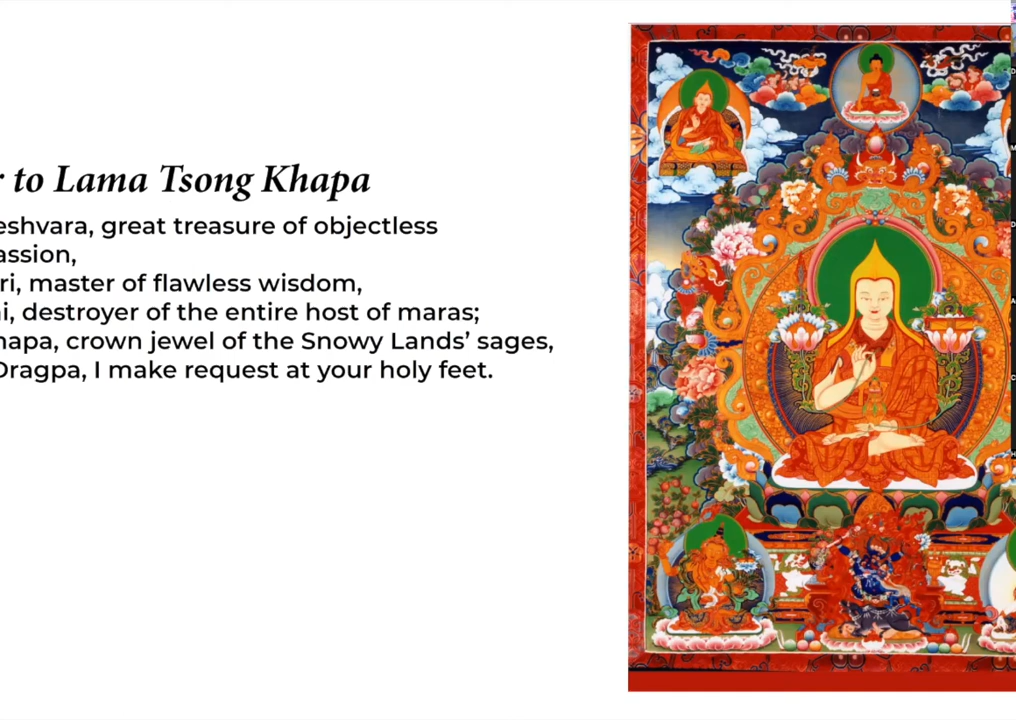 r to Lama Tsong Khapa
eshvara, great treasure of objectless
assion,
ri, master of flawless wisdom,
ni, destroyer of the entire host of maras;
hapa, crown jewel of the Snowy Lands’ sages,
Dragpa, I make request at your holy feet.